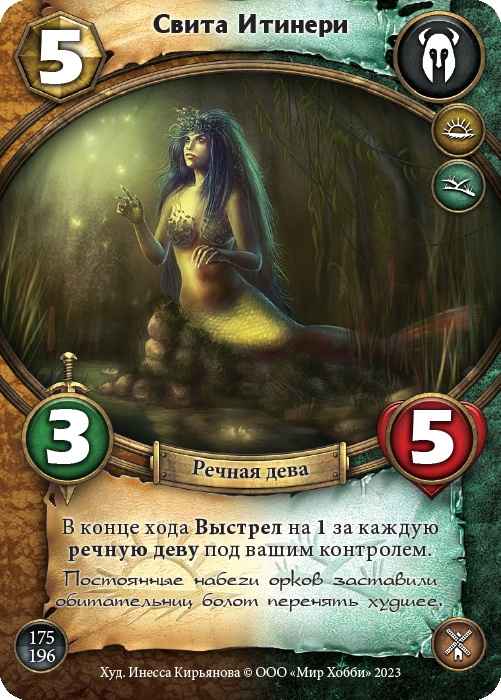 Свита Итинери
5
3
5
Речная дева
В конце хода Выстрел на 1 за каждую
речную деву под вашим контролем.
Постоянные набеги орков заставили
обитательниц болот перенять худшее.
175
196
Худ. Инесса Кирьянова © ООО «Мир Хобби» 2023